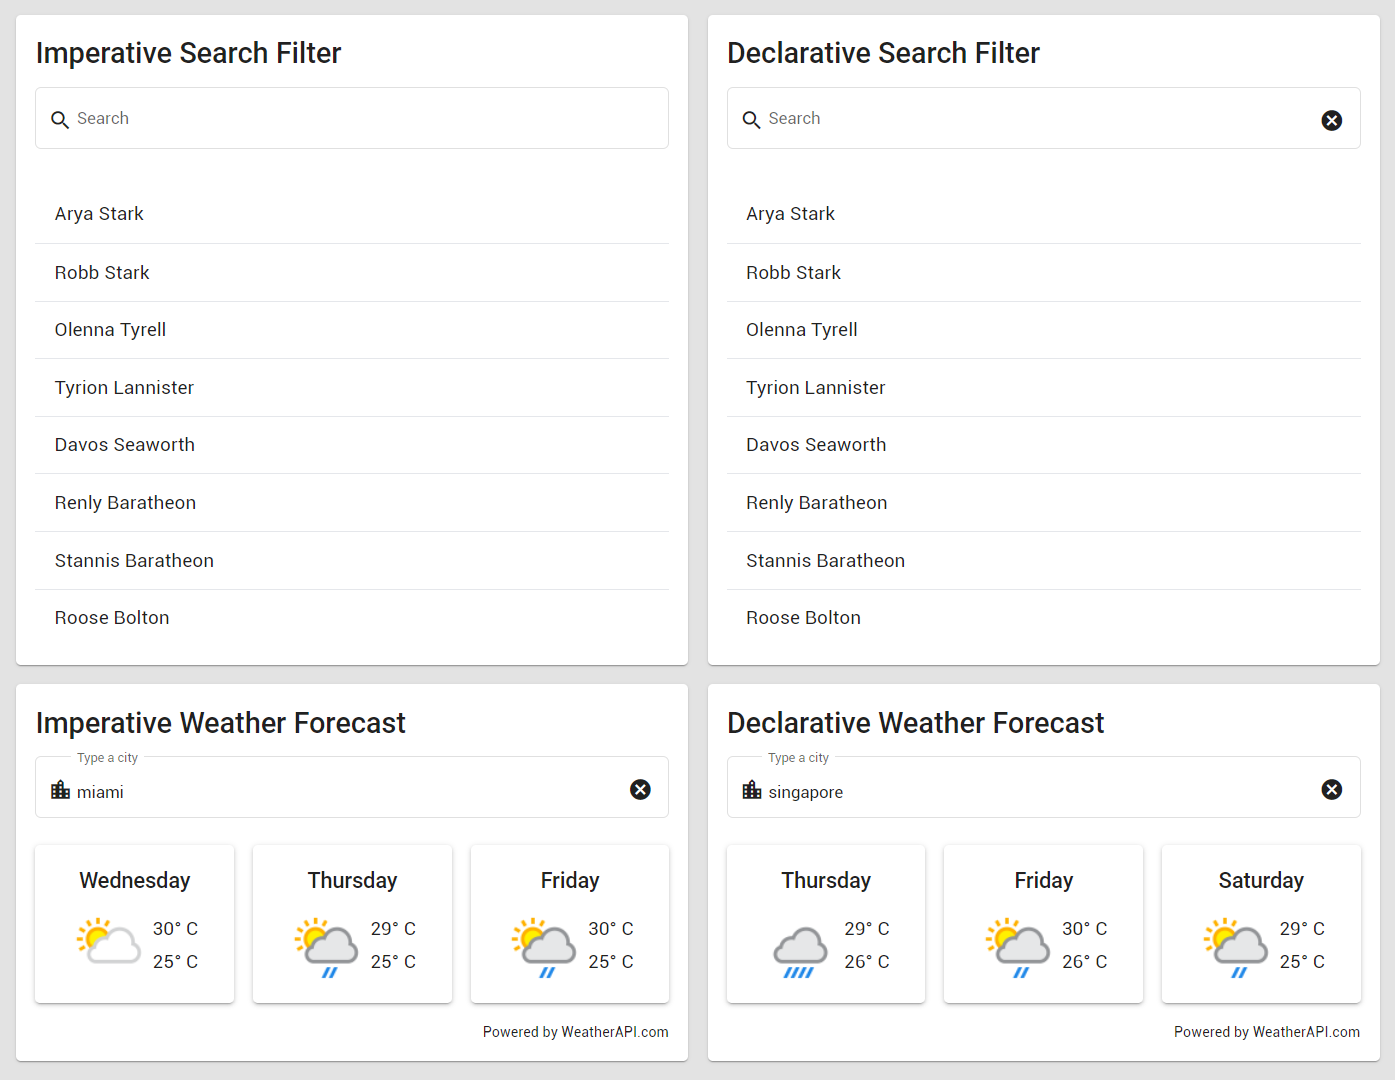 Imperative Search Filter
Search
Arya Stark
Robb Stark
Olenna Tyrell
Tyrion Lannister
Davos Seaworth
Renly Baratheon
Stannis Baratheon
Roose Bolton
Declarative Search Filter
Search
Arya Stark
Robb Stark
Olenna Tyrell
Tyrion Lannister
Davos Seaworth
Renly Baratheon
Stannis Baratheon
Roose Bolton
Imperative Weather Forecast
Type a city
miami
Wednesday
30° C
25° C
Thursday
29° C
25° C
Friday
30° C
25° C
Powered by WeatherAPI.com
Declarative Weather Forecast
Type a city
singapore
Thursday
29° C
26° C
Friday
30° C
26° C
Saturday
29° C
25° C
Powered by WeatherAPI.com